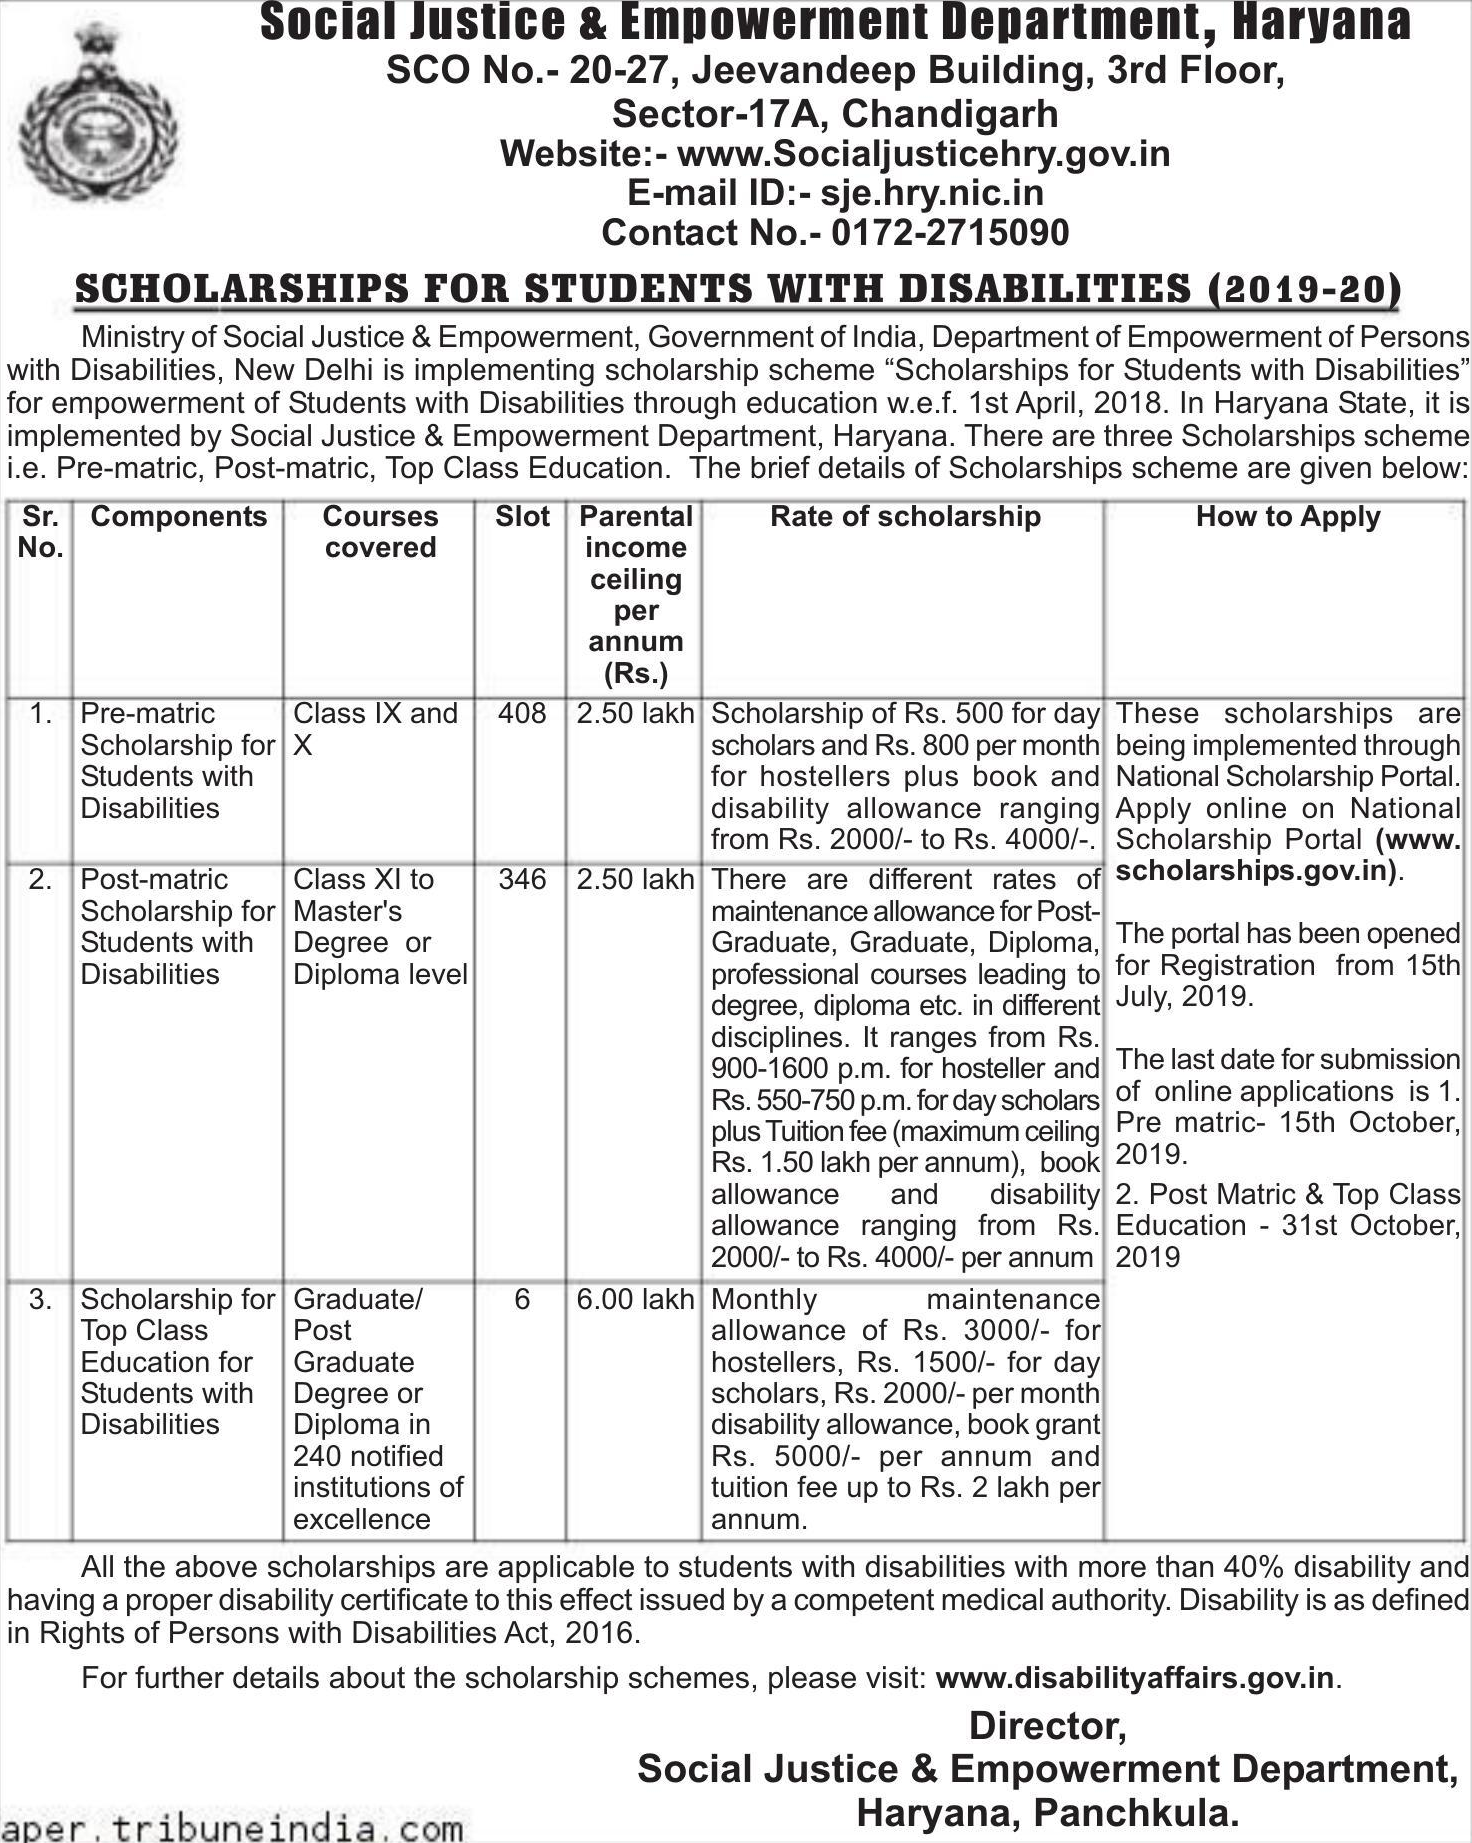 Social Justice & Empowerment Department, Haryana
SCO No.- 20-27, Jeevandeep Building, 3rd Floor,
Sector-17A, Chandigarh
Website:- www.Socialjusticehry.gov.in
E-mail ID:- sje.hry.nic.in
Contact No.- 0172-2715090
SCHOLARSHIPS FOR STUDENTS WITH DISABILITIES (2019-20)
Ministry of Social Justice & Empowerment, Government of India, Department of Empowerment of Persons
with Disabilities, New Delhi is implementing scholarship scheme “Scholarships for Students with Disabilities”
for empowerment of Students with Disabilities through education w.e.f. 1st April, 2018. In Haryana State, it is
implemented by Social Justice & Empowerment Department, Haryana. There are three Scholarships scheme
i.e. Pre-matric, Post-matric, Top Class Education. The brief details of Scholarships scheme are given below:
Sr.
No.
Components
Courses
covered
Slot
Parental
income
ceiling
per
annum
(Rs.)
Rate of scholarship
How to Apply
1.
Pre-matric
Scholarship for
Students with
Disabilities
Class IX and
X
408
2.50 lakh
Scholarship of Rs. 500 for day
scholars and Rs. 800 per month
for hostellers plus book and
disability allowance ranging
from Rs. 2000/- to Rs. 4000/-.
These scholarships are
being implemented through
National Scholarship Portal.
Apply online on National
Scholarship Portal (www.
scholarships.gov.in).
The portal has been opened
for Registration from 15th
July, 2019.
The last date for submission
of online applications is 1.
Pre matric- 15th October,
2019.
2. Post Matric & Top Class
Education - 31st October,
2019
2.
Post-matric
Scholarship for
Students with
Disabilities
Class XI to
Master's
Degree or
Diploma level
346
2.50 lakh
There are different rates of
maintenance allowance for Post-
Graduate, Graduate, Diploma,
professional courses leading to
degree, diploma etc. in different
disciplines. It ranges from Rs.
900-1600 p.m. for hosteller and
Rs. 550-750 p.m. for day scholars
plus Tuition fee (maximum ceiling
Rs. 1.50 lakh per annum), book
allowance and disability
allowance ranging from Rs.
2000/- to Rs. 4000/- per annum
3.
Scholarship for
Top Class
Education for
Students with
Disabilities
Graduate/
Post
Graduate
Degree or
Diploma in
240 notified
institutions of
excellence
6
6.00 lakh
Monthly maintenance
allowance of Rs. 3000/- for
hostellers, Rs. 1500/- for day
scholars, Rs. 2000/- per month
disability allowance, book grant
Rs. 5000/- per annum and
tuition fee up to Rs. 2 lakh per
annum.
All the above scholarships are applicable to students with disabilities with more than 40% disability and
having a proper disability certificate to this effect issued by a competent medical authority. Disability is as defined
in Rights of Persons with Disabilities Act, 2016.
For further details about the scholarship schemes, please visit: www.disabilityaffairs.gov.in.
Director,
Social Justice & Empowerment Department,
Haryana, Panchkula.
aper.tribuneindia.com